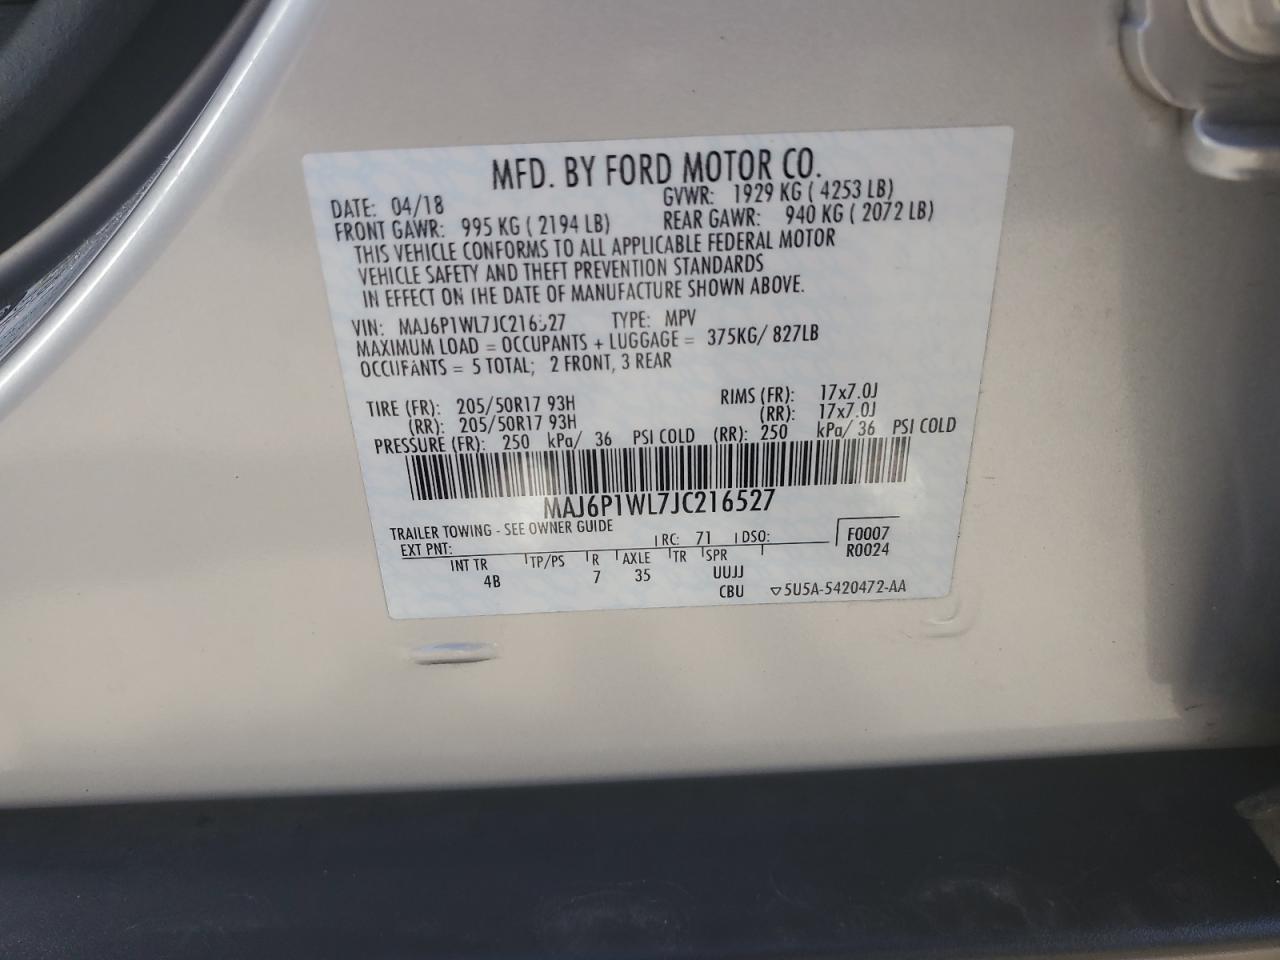 MFD. BY FORD MOTOR CO.
DATE: 04/18 GVWR: 1929 KG ( 4253 LB)
FRONT GAWR: 995 KG ( 2194 LB) REAR GAWR: 940 KG ( 2072 LB)
THIS VEHICLE CONFORMS TO ALL APPLICABLE FEDERAL MOTOR
VEHICLE SAFETY AND THEFT PREVENTION STANDARDS
IN EFFECT ON THE DATE OF MANUFACTURE SHOWN ABOVE.
VIN: MAJ6P1WL7JC216527 TYPE: MPV
MAXIMUM LOAD = OCCUPANTS + LUGGAGE = 375KG/ 827LB
OCCUPANTS = 5 TOTAL; 2 FRONT, 3 REAR
TIRE (FR): 205/50R17 93H RIMS (FR): 17x7.0J
(RR): 205/50R17 93H (RR): 17x7.0J
PRESSURE (FR): 250 kPa/ 36 PSI COLD (RR): 250 kPa/ 36 PSI COLD
MAJ6P1WL7JC216527
TRAILER TOWING - SEE OWNER GUIDE
EXT PNT: RC: 71 DSO: F0007
R0024
INT TR TP/PS R AXLE TR SPR
4B 7 35 UUJJ
CBU ▽5U5A-5420472-AA